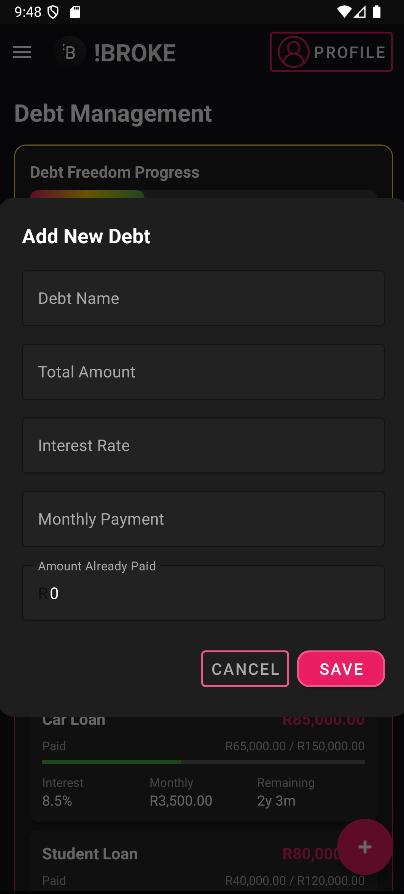 9:48
B !BROKE PROFILE
Debt Management
Debt Freedom Progress
Add New Debt
Debt Name
Total Amount
Interest Rate
Monthly Payment
Amount Already Paid
R0
CANCEL SAVE
Car Loan R85,000.00
Paid R65,000.00 / R150,000.00
Interest Monthly Remaining
8.5% R3,500.00 2y 3m
Student Loan R80,00
Paid R40,000.00 / R120,000.00